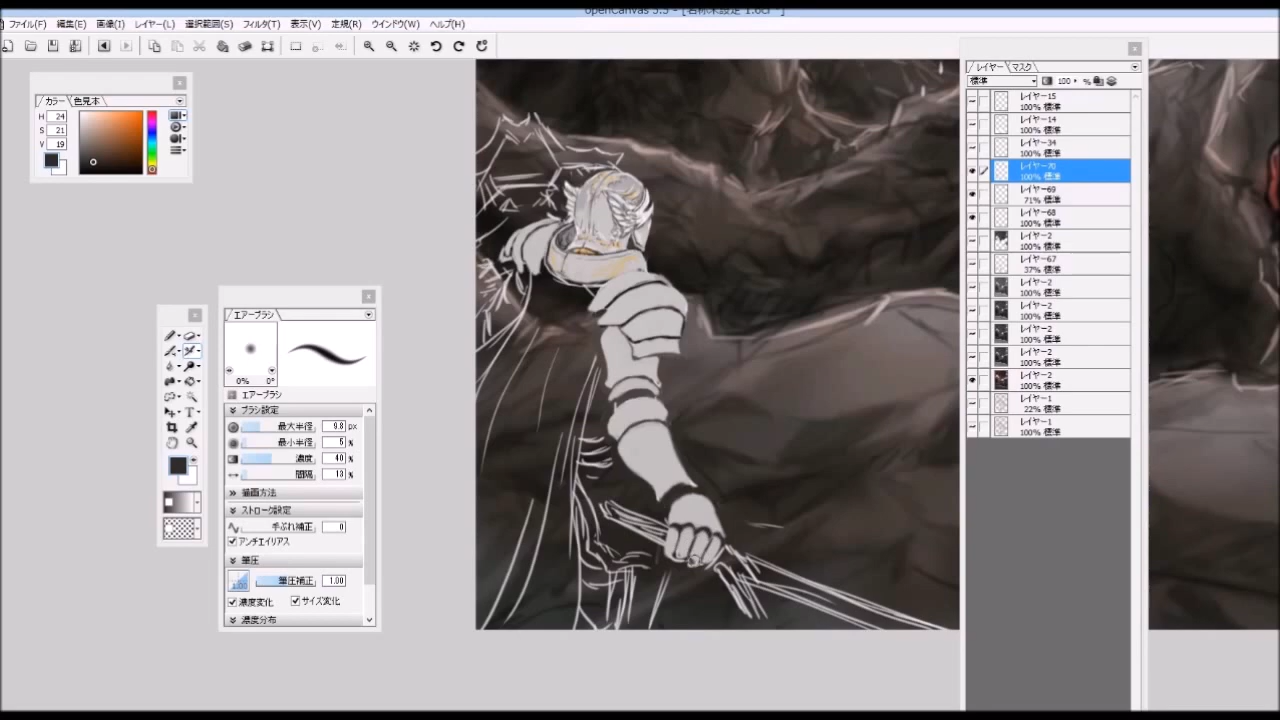 openCanvas 5.5 - [名称未設定 1.oci *]
ファイル(F) 編集(E) 画像(I) レイヤー(L) 選択範囲(S) フィルタ(T) 表示(V) 定規(R) ウインドウ(W) ヘルプ(H)
カラー 色見本
H 24
S 21
V 19
エアーブラシ
0% 0°
エアーブラシ
ブラシ設定
最大半径 9.8 px
最小半径 5 %
濃度 40 %
間隔 13 %
描画方法
ストローク設定
手ぶれ補正 0
アンチエイリアス
筆圧
1.00 筆圧補正 1.00
濃度変化 サイズ変化
濃度分布
レイヤー マスク
標準 100 %
レイヤー15
100% 標準
レイヤー14
100% 標準
レイヤー34
100% 標準
レイヤー70
100% 標準
レイヤー69
71% 標準
レイヤー68
100% 標準
レイヤー2
100% 標準
レイヤー67
37% 標準
レイヤー2
100% 標準
レイヤー2
100% 標準
レイヤー2
100% 標準
レイヤー2
100% 標準
レイヤー2
100% 標準
レイヤー1
22% 標準
レイヤー1
100% 標準